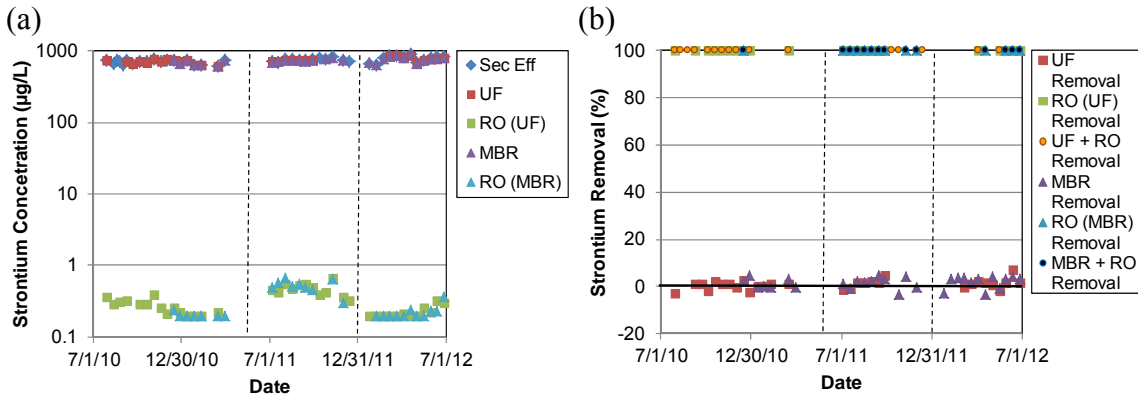 (a)
Strontium Concetration (µg/L)
1000
100
10
1
0.1
7/1/10
12/30/10
7/1/11
12/31/11
7/1/12
Date
Sec Eff
UF
RO (UF)
MBR
RO (MBR)
(b)
Strontium Removal (%)
100
80
60
40
20
0
-20
7/1/10
12/30/10
7/1/11
12/31/11
7/1/12
Date
UF
Removal
RO (UF)
Removal
UF + RO
Removal
MBR
Removal
RO (MBR)
Removal
MBR + RO
Removal